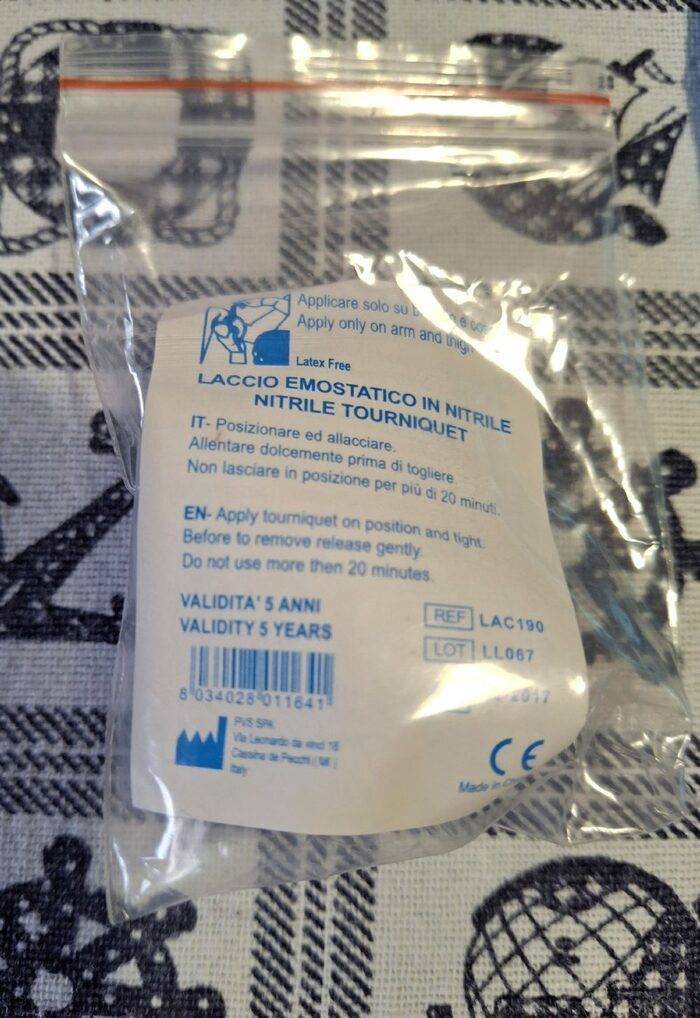 Applicare solo su
Apply only on arm and thigh
Latex Free
LACCIO EMOSTATICO IN NITRILE
NITRILE TOURNIQUET
IT- Posizionare ed allacciare.
Allentare dolcemente prima di togliere.
Non lasciare in posizione per più di 20 minuti.
EN- Apply tourniquet on position and tight.
Before to remove release gently.
Do not use more then 20 minutes.
VALIDITA' 5 ANNI
VALIDITY 5 YEARS
REF LAC190
LOT LL067
2017
8 034028 011641
PVS SPA
Via Leonardo da vinci 18
Cassina de Pecchi ( MI )
Italy
CE
Made in